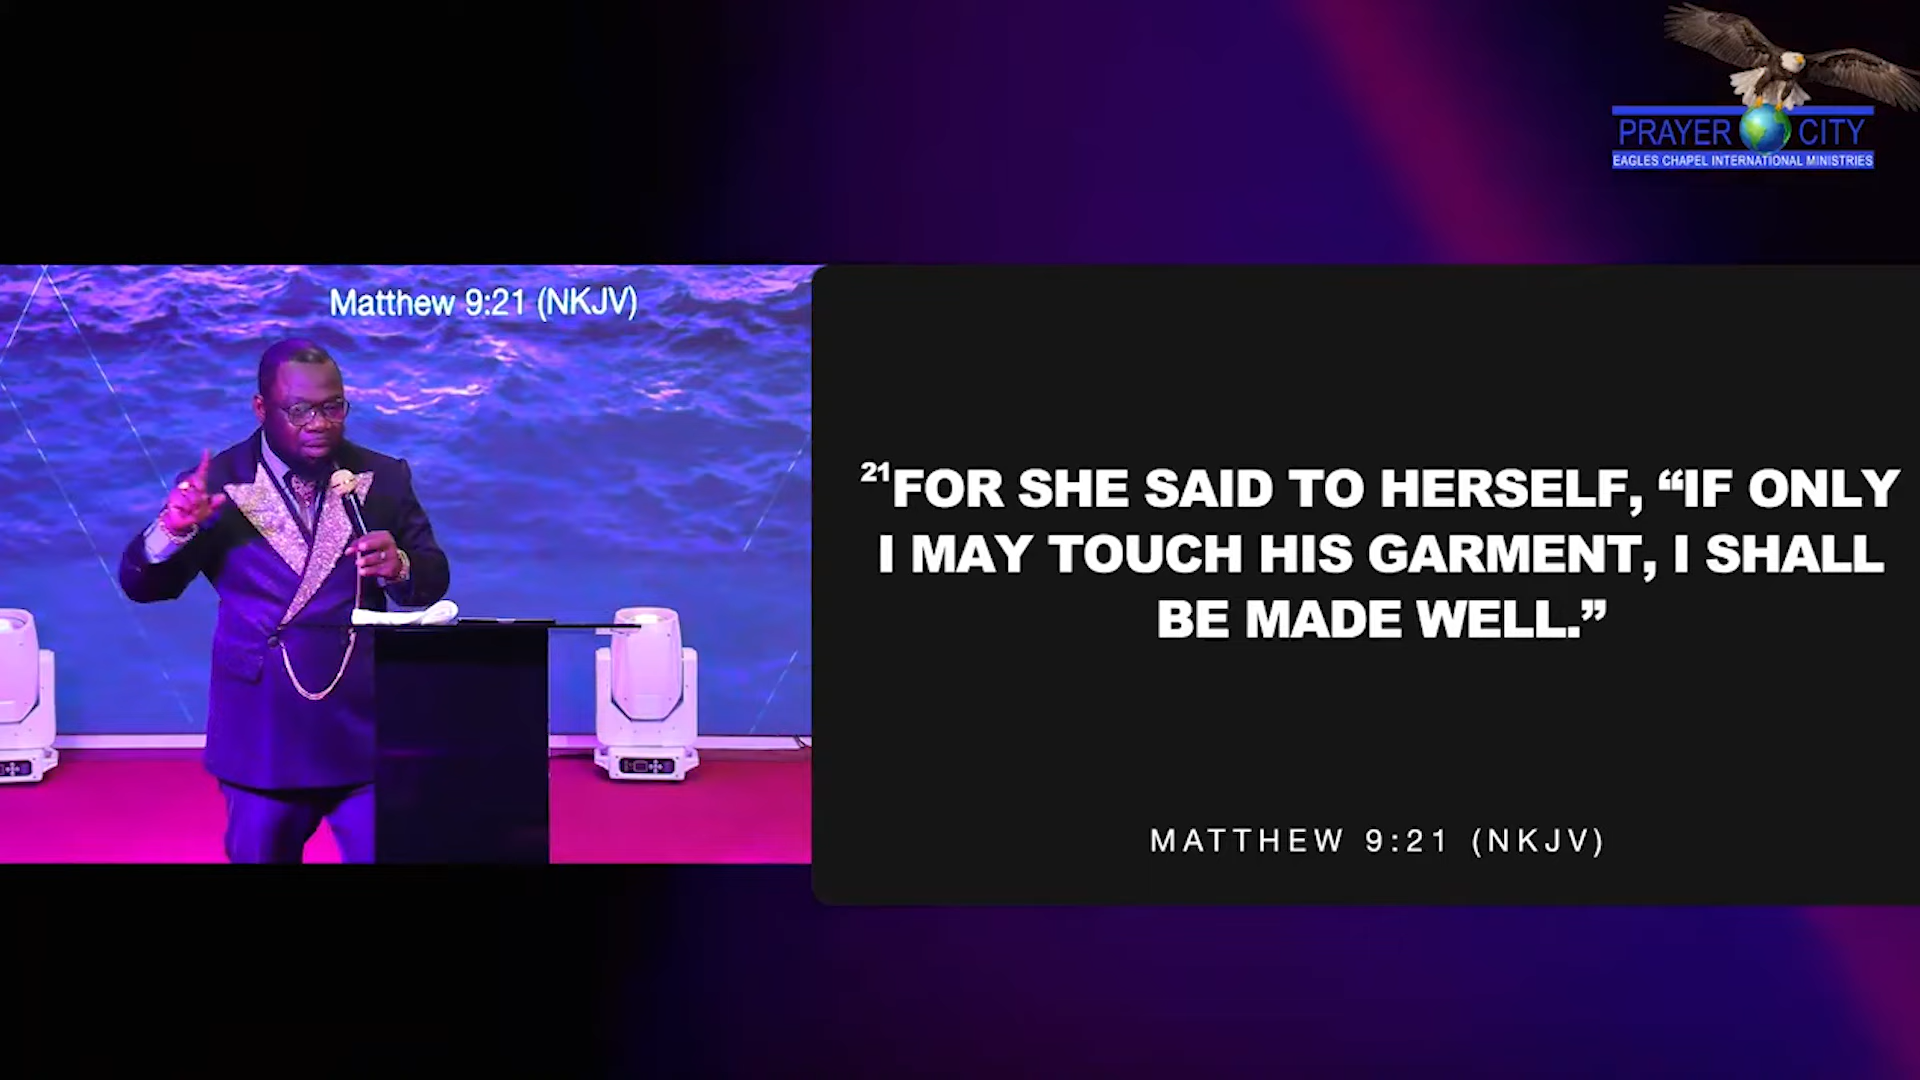 PRAYER CITY
EAGLES CHAPEL INTERNATIONAL MINISTRIES
Matthew 9:21 (NKJV)
21FOR SHE SAID TO HERSELF, “IF ONLY
I MAY TOUCH HIS GARMENT, I SHALL
BE MADE WELL.”
MATTHEW 9:21 (NKJV)